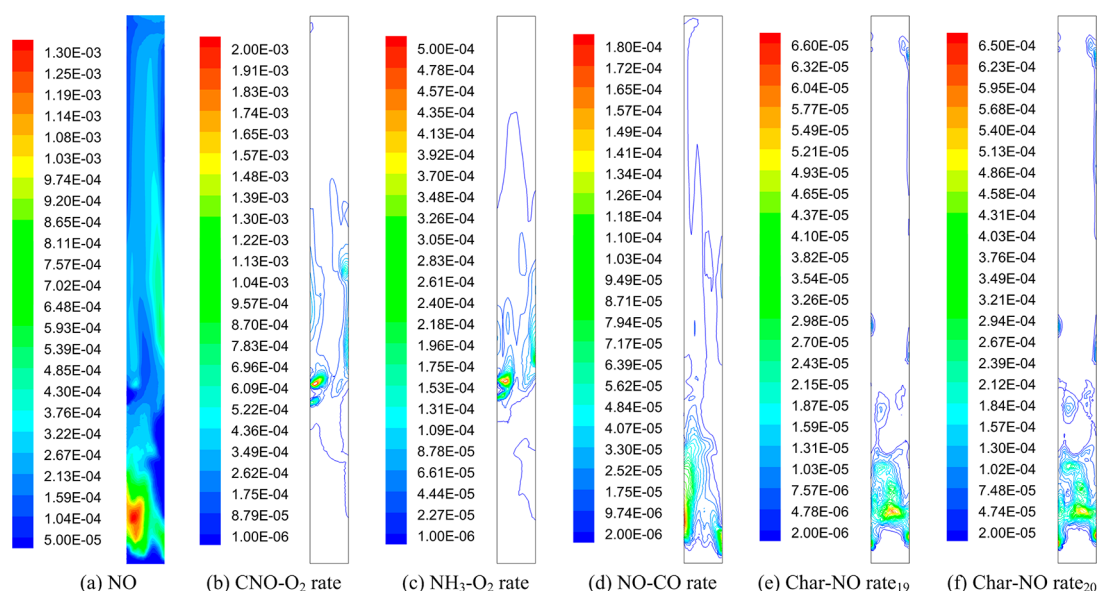 1.30E-03
1.25E-03
1.19E-03
1.14E-03
1.08E-03
1.03E-03
9.74E-04
9.20E-04
8.65E-04
8.11E-04
7.57E-04
7.02E-04
6.48E-04
5.93E-04
5.39E-04
4.85E-04
4.30E-04
3.76E-04
3.22E-04
2.67E-04
2.13E-04
1.59E-04
1.04E-04
5.00E-05
(a) NO
2.00E-03
1.91E-03
1.83E-03
1.74E-03
1.65E-03
1.57E-03
1.48E-03
1.39E-03
1.30E-03
1.22E-03
1.13E-03
1.04E-03
9.57E-04
8.70E-04
7.83E-04
6.96E-04
6.09E-04
5.22E-04
4.36E-04
3.49E-04
2.62E-04
1.75E-04
8.79E-05
1.00E-06
(b) CNO-O₂ rate
5.00E-04
4.78E-04
4.57E-04
4.35E-04
4.13E-04
3.92E-04
3.70E-04
3.48E-04
3.26E-04
3.05E-04
2.83E-04
2.61E-04
2.40E-04
2.18E-04
1.96E-04
1.75E-04
1.53E-04
1.31E-04
1.09E-04
8.78E-05
6.61E-05
4.44E-05
2.27E-05
1.00E-06
(c) NH₃-O₂ rate
1.80E-04
1.72E-04
1.65E-04
1.57E-04
1.49E-04
1.41E-04
1.34E-04
1.26E-04
1.18E-04
1.10E-04
1.03E-04
9.49E-05
8.71E-05
7.94E-05
7.17E-05
6.39E-05
5.62E-05
4.84E-05
4.07E-05
3.30E-05
2.52E-05
1.75E-05
9.74E-06
2.00E-06
(d) NO-CO rate
6.60E-05
6.32E-05
6.04E-05
5.77E-05
5.49E-05
5.21E-05
4.93E-05
4.65E-05
4.37E-05
4.10E-05
3.82E-05
3.54E-05
3.26E-05
2.98E-05
2.70E-05
2.43E-05
2.15E-05
1.87E-05
1.59E-05
1.31E-05
1.03E-05
7.57E-06
4.78E-06
2.00E-06
(e) Char-NO rate₁₉
6.50E-04
6.23E-04
5.95E-04
5.68E-04
5.40E-04
5.13E-04
4.86E-04
4.58E-04
4.31E-04
4.03E-04
3.76E-04
3.49E-04
3.21E-04
2.94E-04
2.67E-04
2.39E-04
2.12E-04
1.84E-04
1.57E-04
1.30E-04
1.02E-04
7.48E-05
4.74E-05
2.00E-05
(f) Char-NO rate₂₀